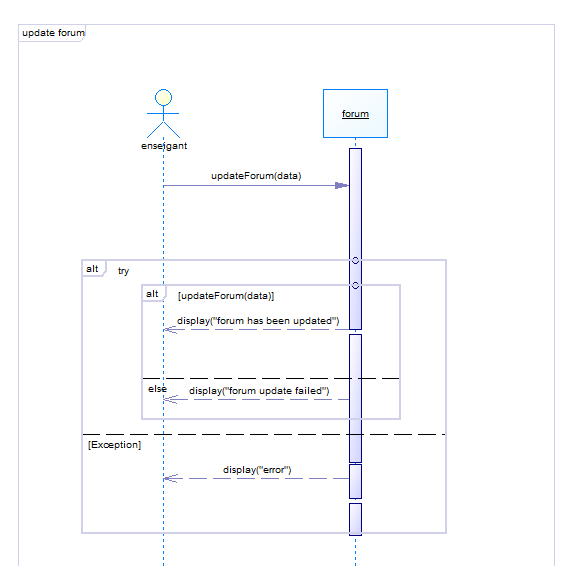 update forum
forum
enseigant
updateForum(data)
alt
try
alt
[updateForum(data)]
display("forum has been updated")
else
display("forum update failed")
[Exception]
display("error")